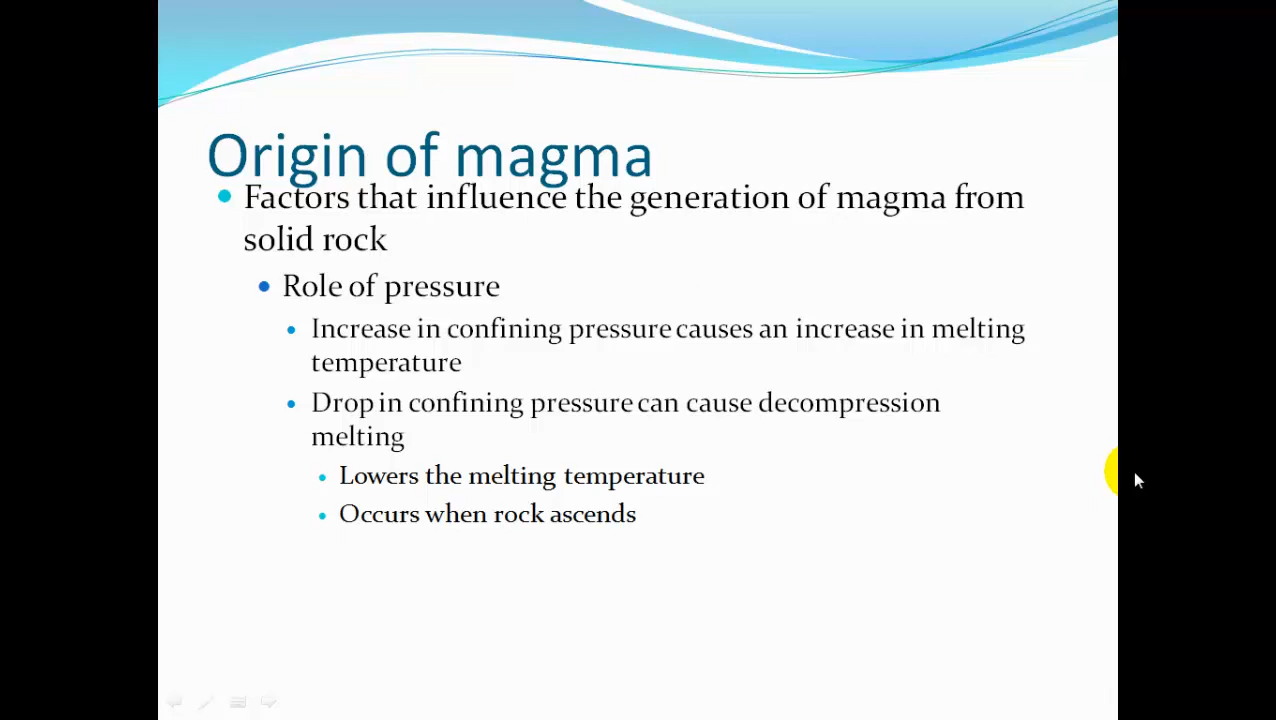 Origin of magma
Factors that influence the generation of magma from
solid rock
Role of pressure
Increase in confining pressure causes an increase in melting
temperature
Drop in confining pressure can cause decompression
melting
Lowers the melting temperature
Occurs when rock ascends